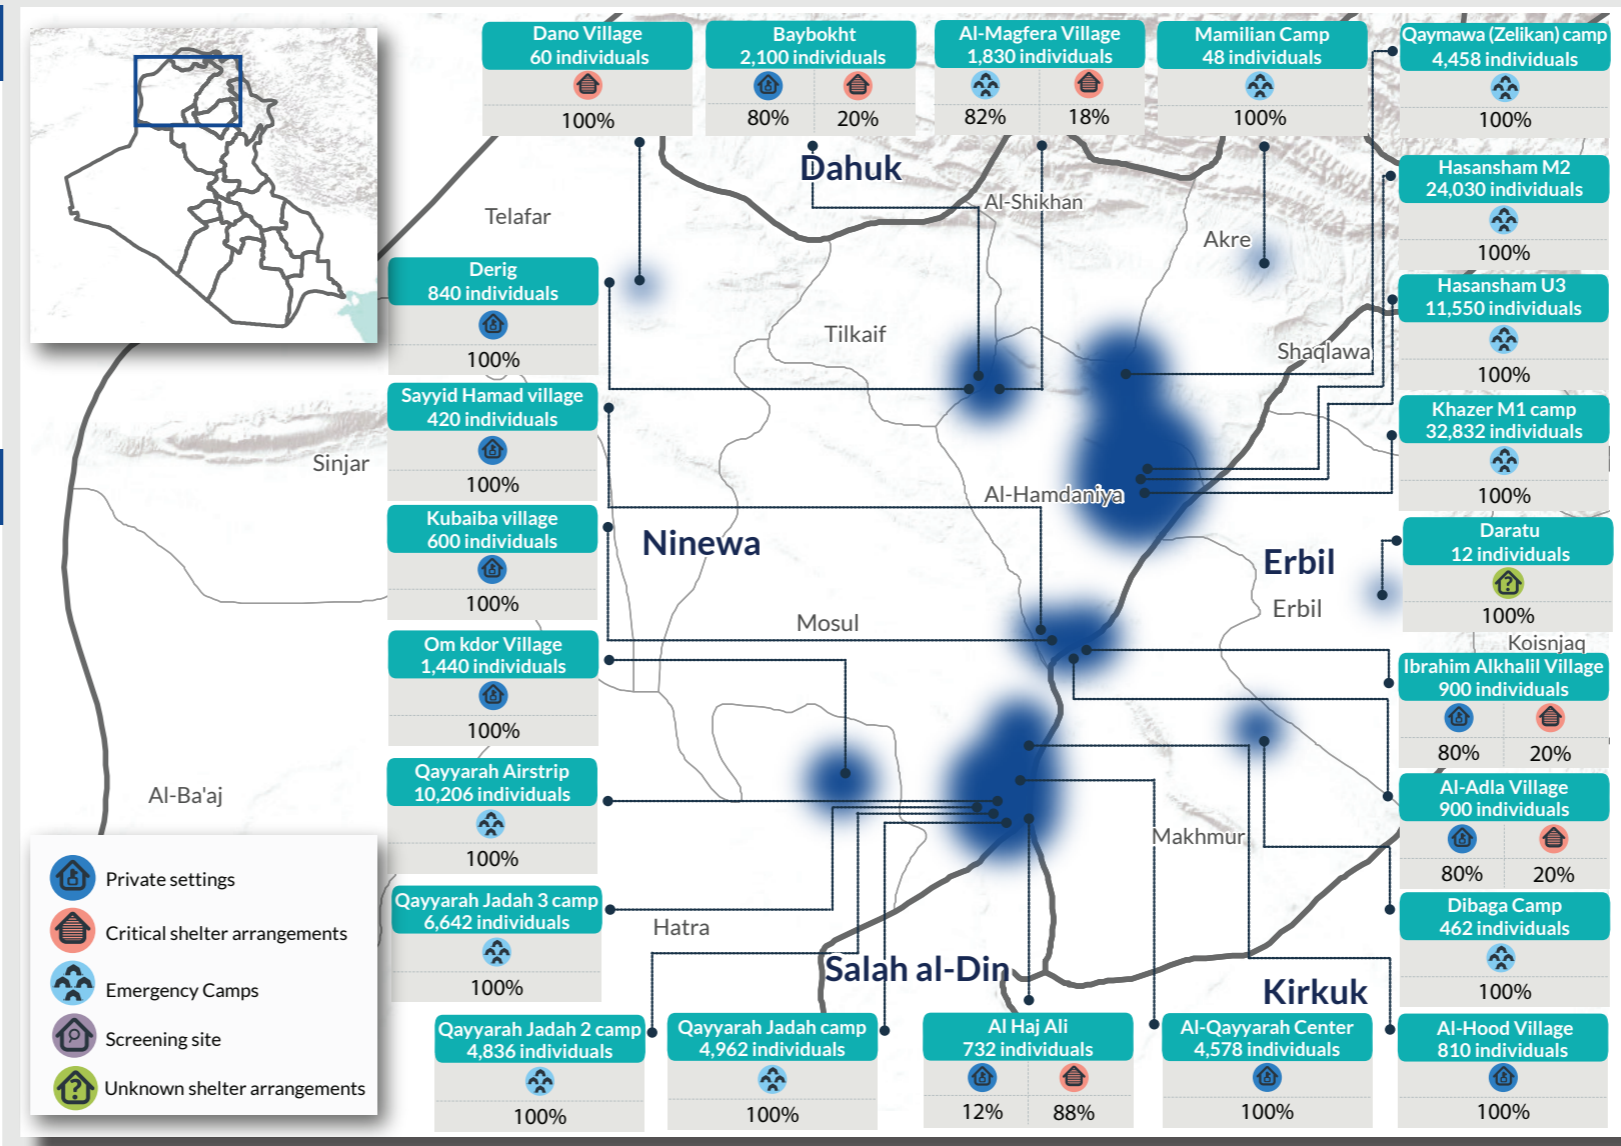 Dano Village
60 individuals
100%
Baybokht
2,100 individuals
80% 20%
Al-Magfera Village
1,830 individuals
82% 18%
Mamilian Camp
48 individuals
100%
Qaymawa (Zelikan) camp
4,458 individuals
100%
Hasansham M2
24,030 individuals
100%
Hasansham U3
11,550 individuals
100%
Khazer M1 camp
32,832 individuals
100%
Daratu
12 individuals
100%
Ibrahim Alkhalil Village
900 individuals
80% 20%
Al-Adla Village
900 individuals
80% 20%
Dibaga Camp
462 individuals
100%
Al-Hood Village
810 individuals
100%
Al-Qayyarah Center
4,578 individuals
100%
Al Haj Ali
732 individuals
12% 88%
Qayyarah Jadah camp
4,962 individuals
100%
Qayyarah Jadah 2 camp
4,836 individuals
100%
Derig
840 individuals
100%
Sayyid Hamad village
420 individuals
100%
Kubaiba village
600 individuals
100%
Om kdor Village
1,440 individuals
100%
Qayyarah Airstrip
10,206 individuals
100%
Qayyarah Jadah 3 camp
6,642 individuals
100%
Dahuk
Telafar
Al-Shikhan
Akre
Tilkaif
Shaqlawa
Sinjar
Al-Hamdaniya
Ninewa
Erbil
Erbil
Mosul
Koisnjaq
Al-Ba'aj
Makhmur
Hatra
Salah al-Din
Kirkuk
Private settings
Critical shelter arrangements
Emergency Camps
Screening site
Unknown shelter arrangements